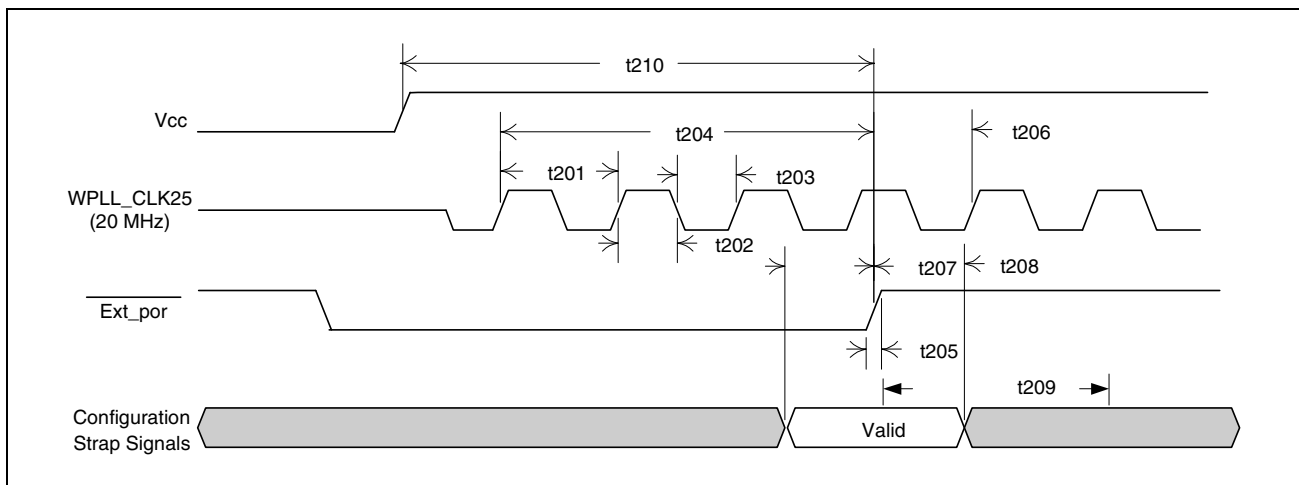 t210
Vcc
t204
t206
t201
t203
WPLL_CLK25
(20 MHz)
t202
t207
t208
Ext_por
t205
t209
Configuration
Strap Signals
Valid